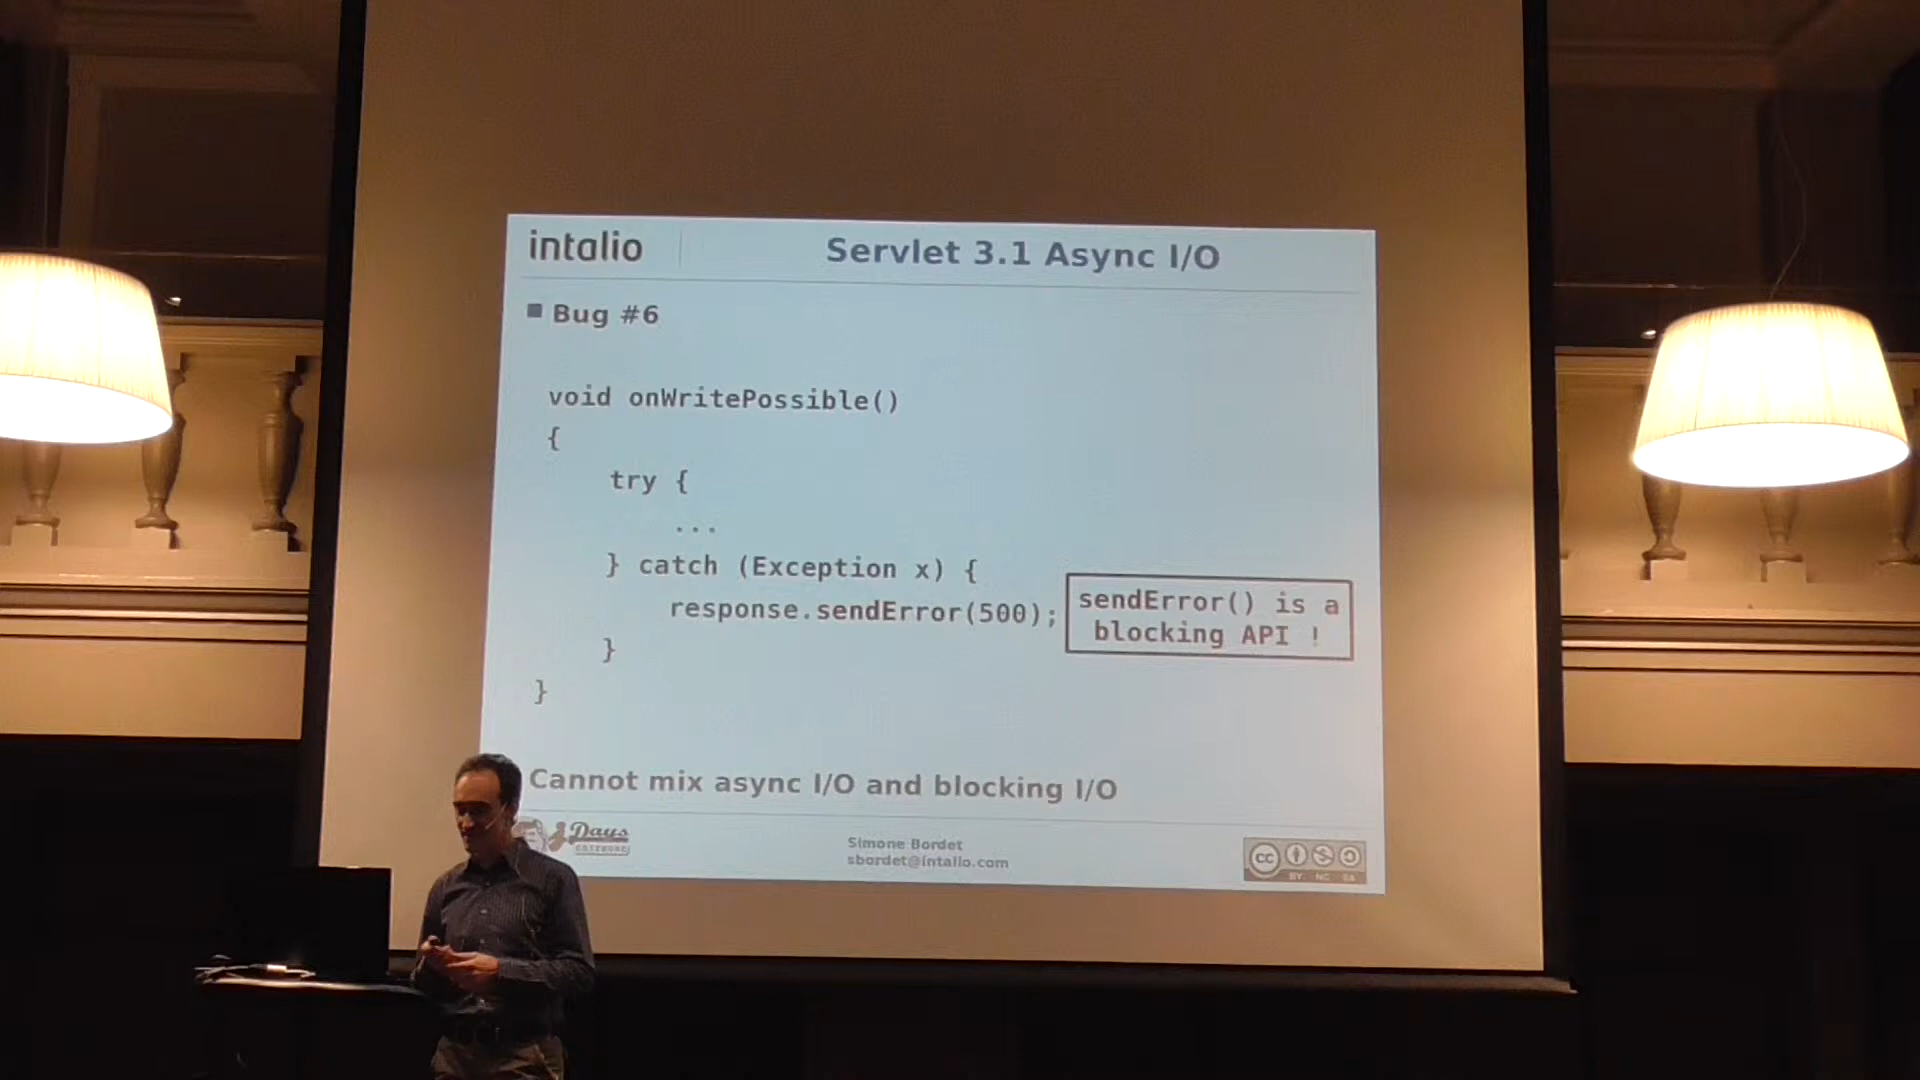 intalio
Servlet 3.1 Async I/O
Bug #6
void onWritePossible()
{
try {
...
} catch (Exception x) {
response.sendError(500);
sendError() is a
blocking API !
}
}
Cannot mix async I/O and blocking I/O
Days
Simone Bordet
sbordet@intalio.com
cc
BY NC SA